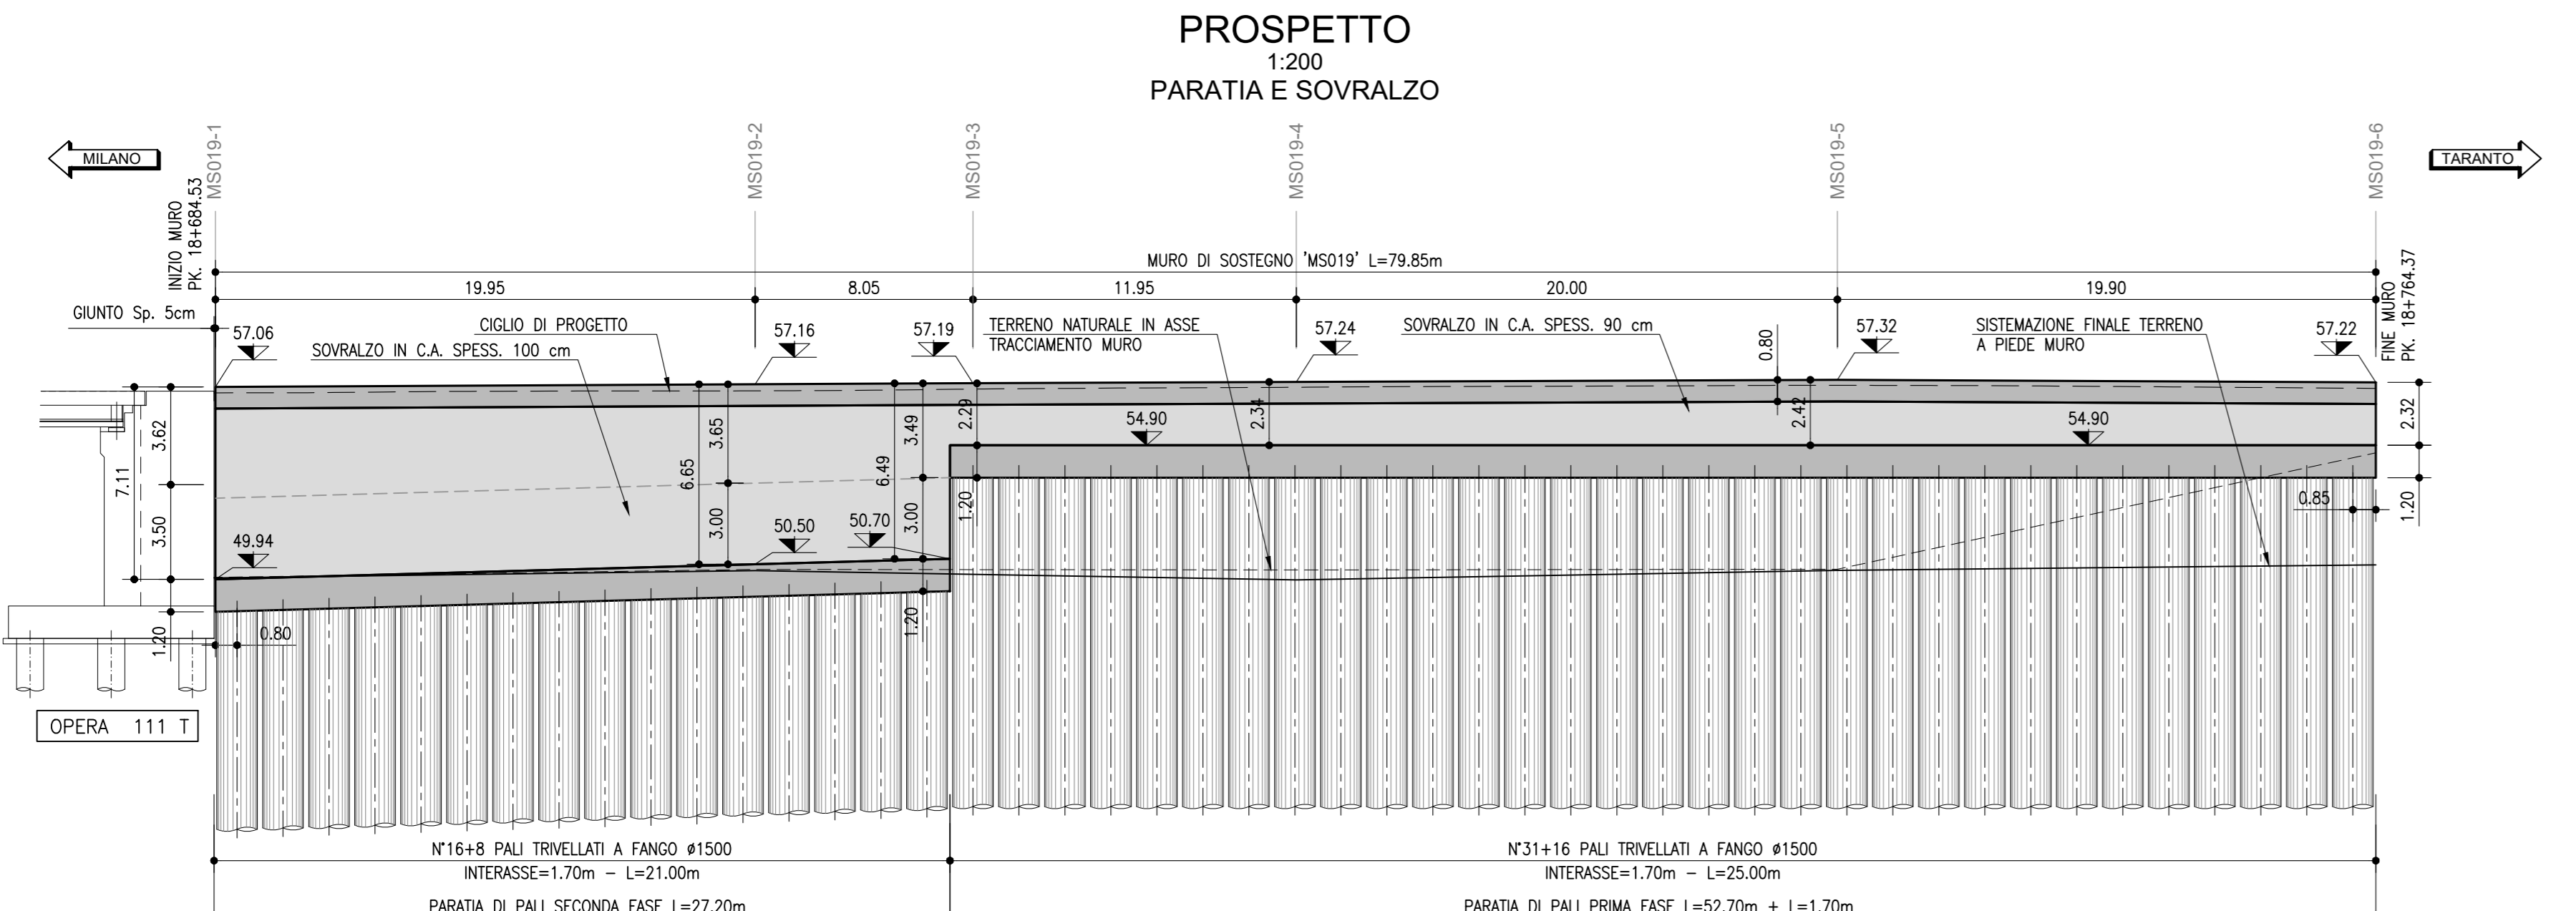 PROSPETTO
1:200
PARATIA E SOVRALZO
MILANO
MS019-1
MS019-2
MS019-3
MS019-4
MS019-5
MS019-6
TARANTO
INIZIO MURO
PK. 18+684.53
MURO DI SOSTEGNO 'MS019' L=79.85m
FINE MURO
PK. 18+764.37
19.95
8.05
11.95
20.00
19.90
GIUNTO Sp. 5cm
57.06
CIGLIO DI PROGETTO
SOVRALZO IN C.A. SPESS. 100 cm
57.16
57.19
TERRENO NATURALE IN ASSE
TRACCIAMENTO MURO
57.24
SOVRALZO IN C.A. SPESS. 90 cm
0.80
57.32
SISTEMAZIONE FINALE TERRENO
A PIEDE MURO
57.22
3.62
7.11
3.50
1.20
3.65
6.65
3.00
3.49
6.49
3.00
2.29
1.20
2.34
2.42
2.32
1.20
54.90
54.90
0.85
49.94
50.50
50.70
1.20
0.80
OPERA 111 T
N°16+8 PALI TRIVELLATI A FANGO ø1500
INTERASSE=1.70m - L=21.00m
PARATIA DI PALI SECONDA FASE L=27.20m
N°31+16 PALI TRIVELLATI A FANGO ø1500
INTERASSE=1.70m - L=25.00m
PARATIA DI PALI PRIMA FASE L=52.70m + L=1.70m